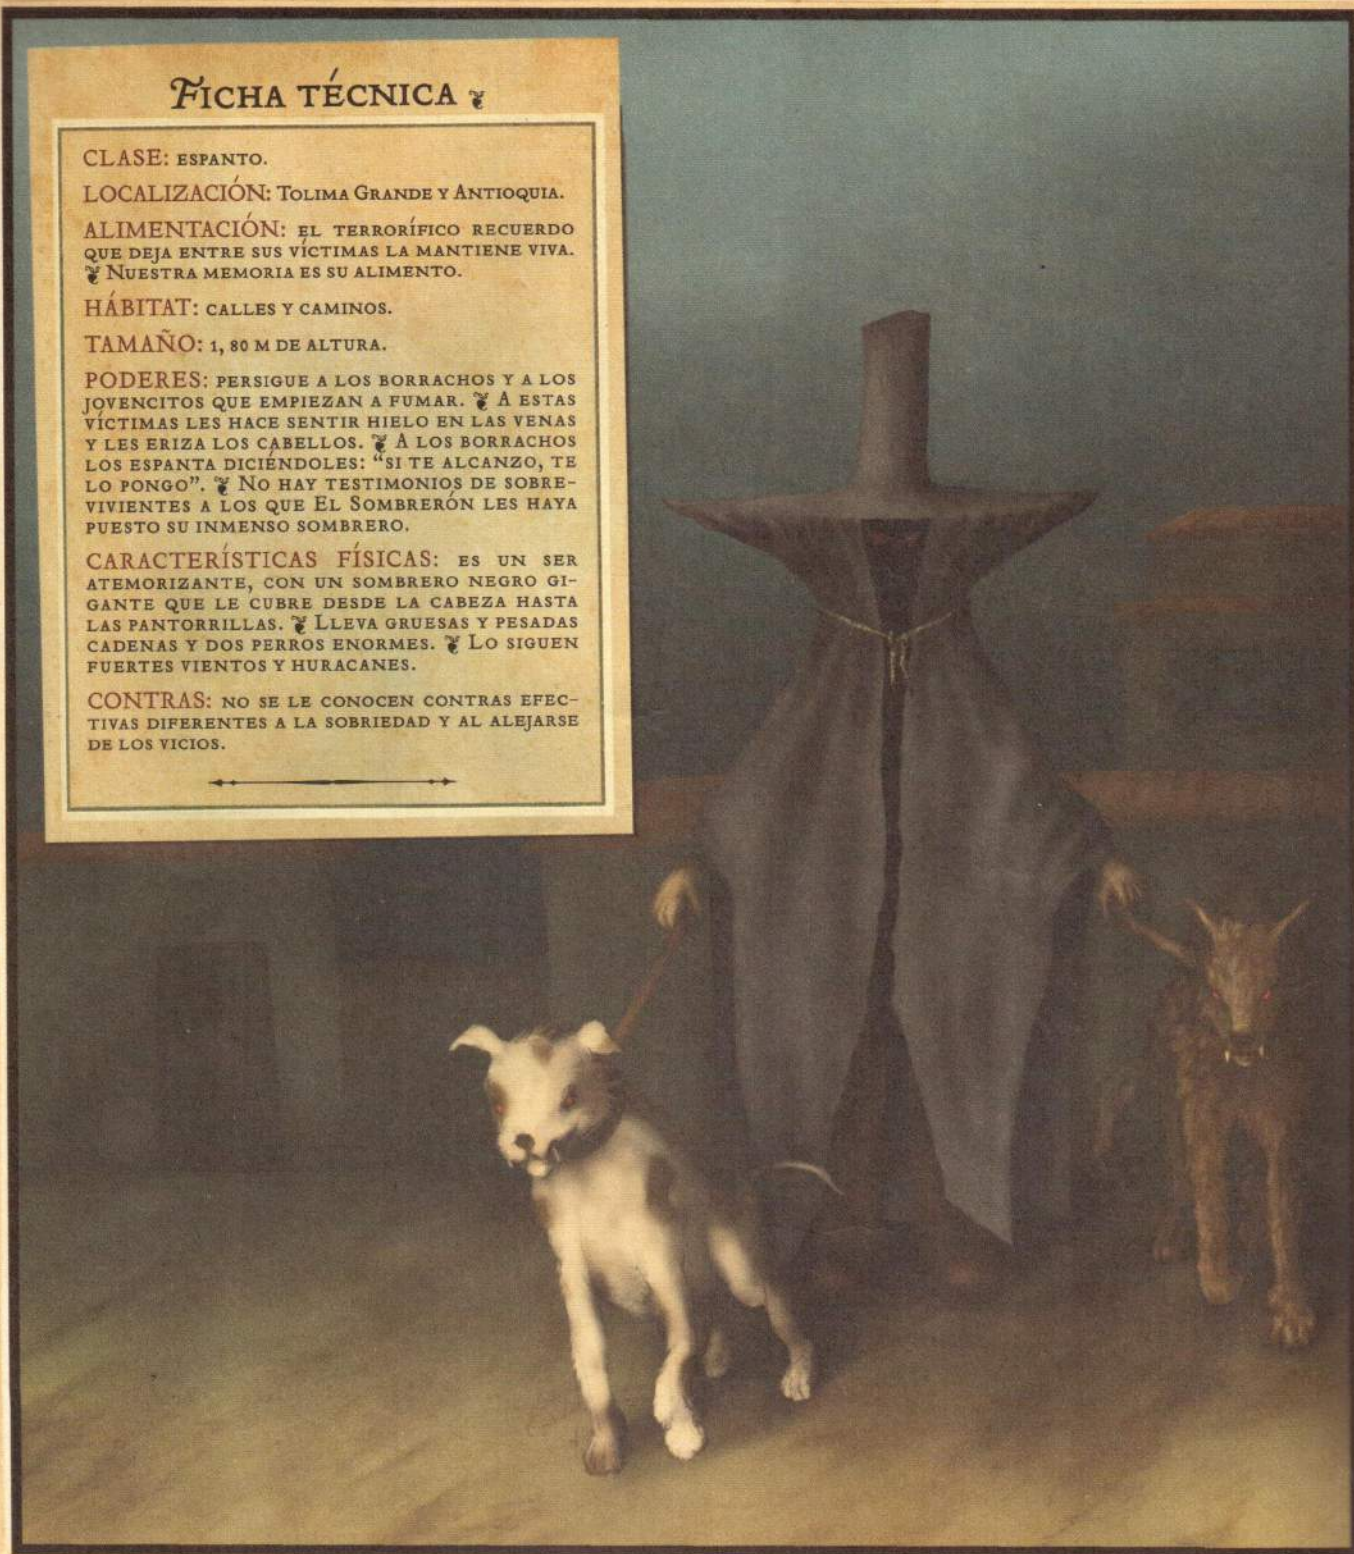 FICHA TÉCNICA
CLASE: ESPANTO.
LOCALIZACIÓN: TOLIMA GRANDE Y ANTIOQUIA.
ALIMENTACIÓN: EL TERRORÍFICO RECUERDO
QUE DEJA ENTRE SUS VÍCTIMAS LA MANTIENE VIVA.
NUESTRA MEMORIA ES SU ALIMENTO.
HÁBITAT: CALLES Y CAMINOS.
TAMAÑO: 1, 80 M DE ALTURA.
PODERES: PERSIGUE A LOS BORRACHOS Y A LOS
JOVENCITOS QUE EMPIEZAN A FUMAR. A ESTAS
VÍCTIMAS LES HACE SENTIR HIELO EN LAS VENAS
Y LES ERIZA LOS CABELLOS. A LOS BORRACHOS
LOS ESPANTA DICIÉNDOLES: “SI TE ALCANZO, TE
LO PONGO”. NO HAY TESTIMONIOS DE SOBRE-
VIVIENTES A LOS QUE EL SOMBRERÓN LES HAYA
PUESTO SU INMENSO SOMBRERO.
CARACTERÍSTICAS FÍSICAS: ES UN SER
ATEMORIZANTE, CON UN SOMBRERO NEGRO GI-
GANTE QUE LE CUBRE DESDE LA CABEZA HASTA
LAS PANTORRILLAS. LLEVA GRUESAS Y PESADAS
CADENAS Y DOS PERROS ENORMES. LO SIGUEN
FUERTES VIENTOS Y HURACANES.
CONTRAS: NO SE LE CONOCEN CONTRAS EFEC-
TIVAS DIFERENTES A LA SOBRIEDAD Y AL ALEJARSE
DE LOS VICIOS.